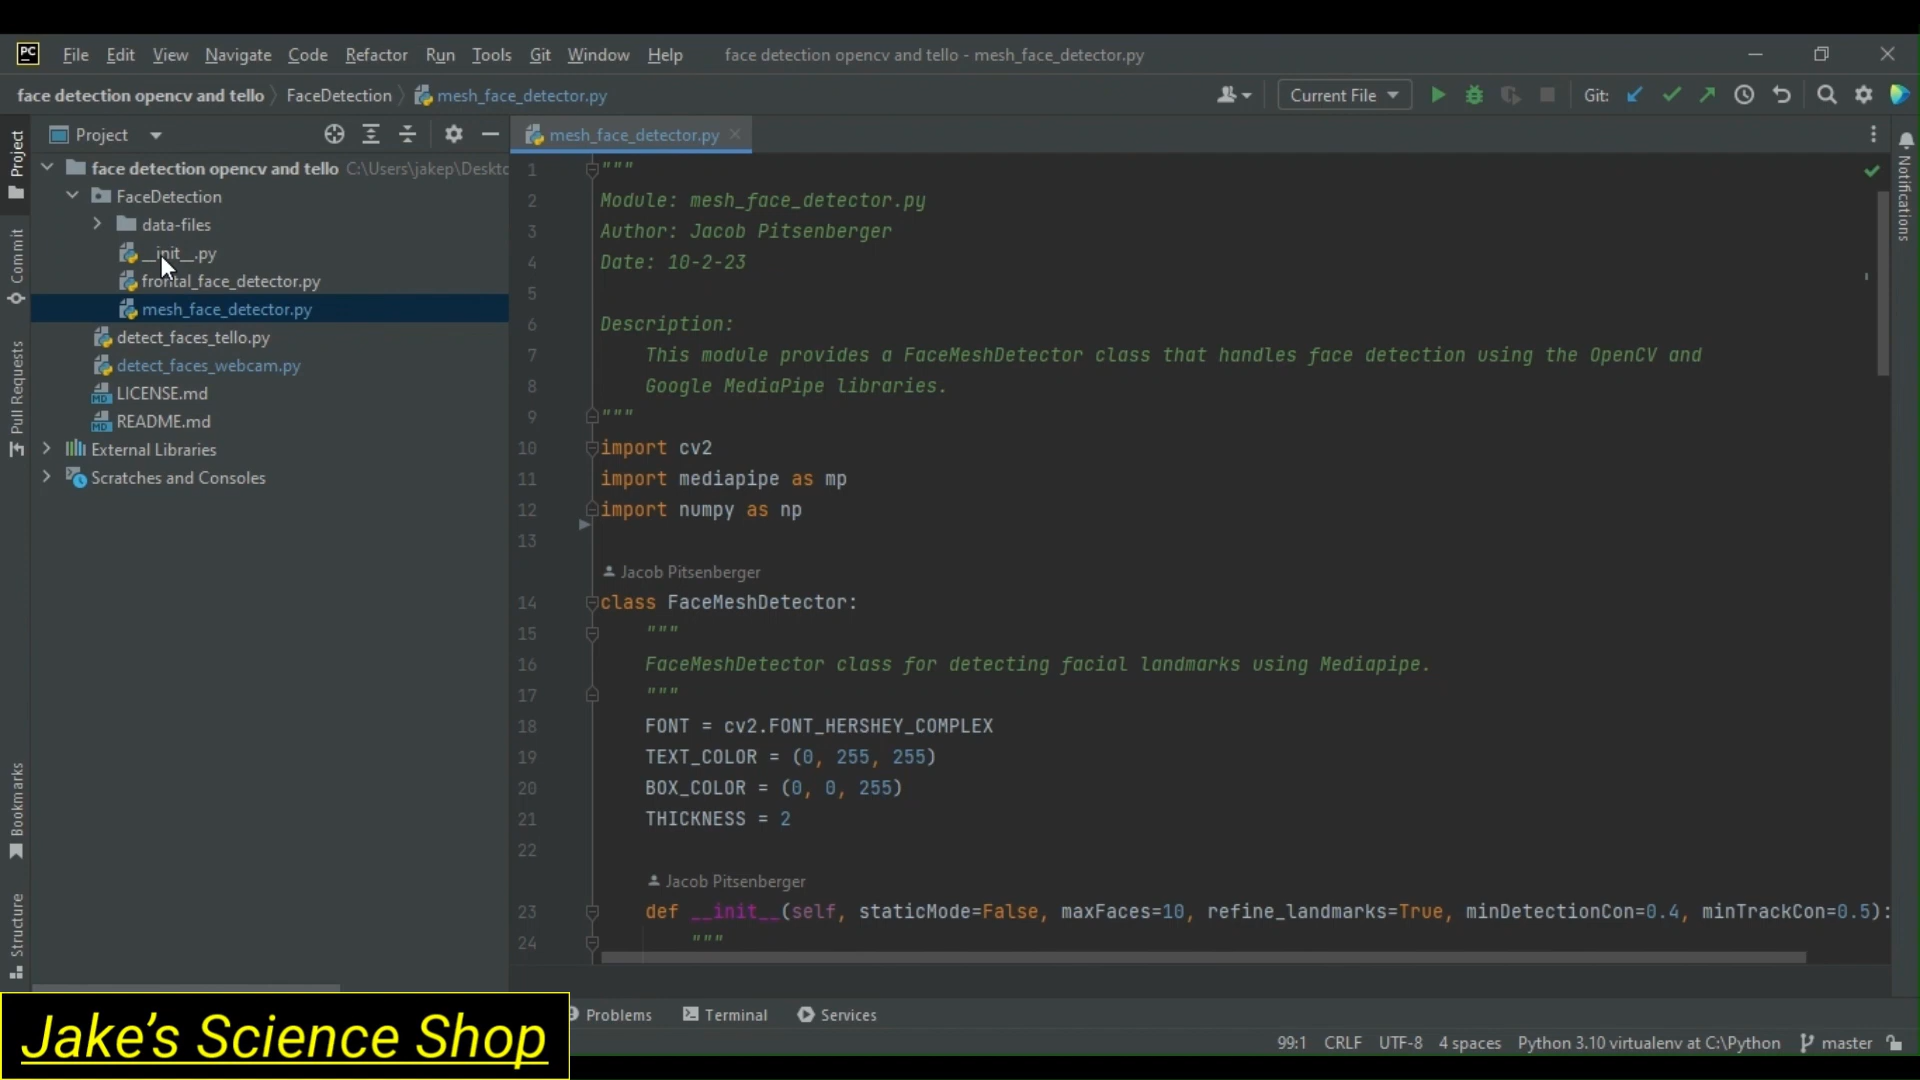 PC File Edit View Navigate Code Refactor Run Tools Git Window Help face detection opencv and tello - mesh_face_detector.py
face detection opencv and tello FaceDetection mesh_face_detector.py Current File Git:
Project
mesh_face_detector.py
face detection opencv and tello C:\Users\jakep\Deskto
FaceDetection
data-files
__init__.py
frontal_face_detector.py
mesh_face_detector.py
detect_faces_tello.py
detect_faces_webcam.py
MD LICENSE.md
MD README.md
External Libraries
Scratches and Consoles
Project
Commit
Pull Requests
Bookmarks
Structure
1 """
2 Module: mesh_face_detector.py
3 Author: Jacob Pitsenberger
4 Date: 10-2-23
5
6 Description:
7 This module provides a FaceMeshDetector class that handles face detection using the OpenCV and
8 Google MediaPipe libraries.
9 """
10 import cv2
11 import mediapipe as mp
12 import numpy as np
13
Jacob Pitsenberger
14 class FaceMeshDetector:
15 """
16 FaceMeshDetector class for detecting facial landmarks using Mediapipe.
17 """
18 FONT = cv2.FONT_HERSHEY_COMPLEX
19 TEXT_COLOR = (0, 255, 255)
20 BOX_COLOR = (0, 0, 255)
21 THICKNESS = 2
22
Jacob Pitsenberger
23 def __init__(self, staticMode=False, maxFaces=10, refine_landmarks=True, minDetectionCon=0.4, minTrackCon=0.5):
24 """
Notifications
Problems Terminal Services
99:1 CRLF UTF-8 4 spaces Python 3.10 virtualenv at C:\Python master
Jake's Science Shop